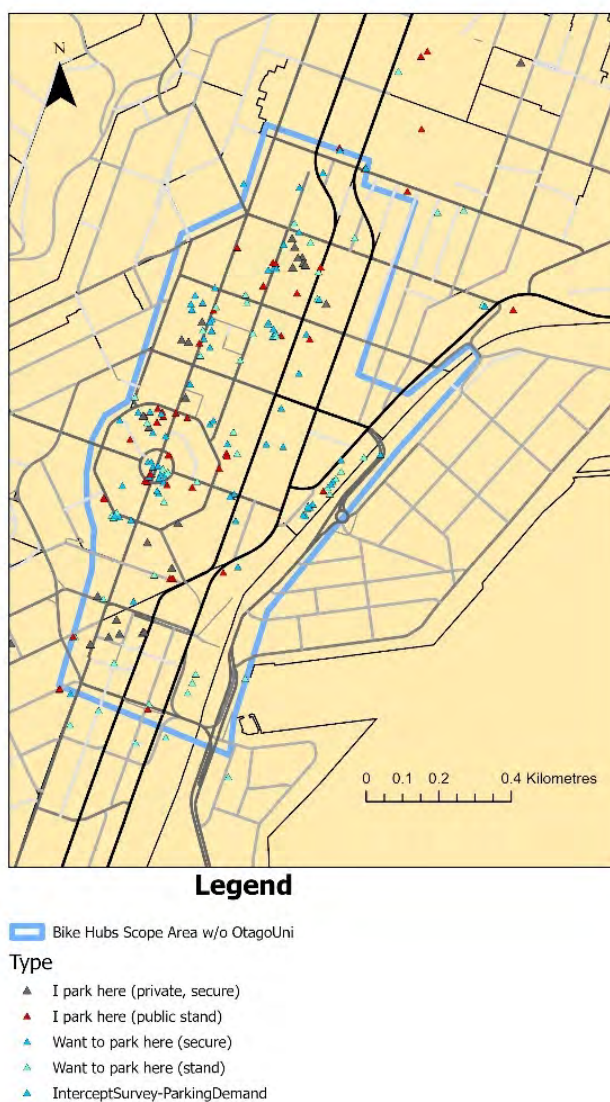 N
0 0.1 0.2 0.4 Kilometres
Legend
Bike Hubs Scope Area w/o OtagoUni
Type
I park here (private, secure)
I park here (public stand)
Want to park here (secure)
Want to park here (stand)
InterceptSurvey-ParkingDemand